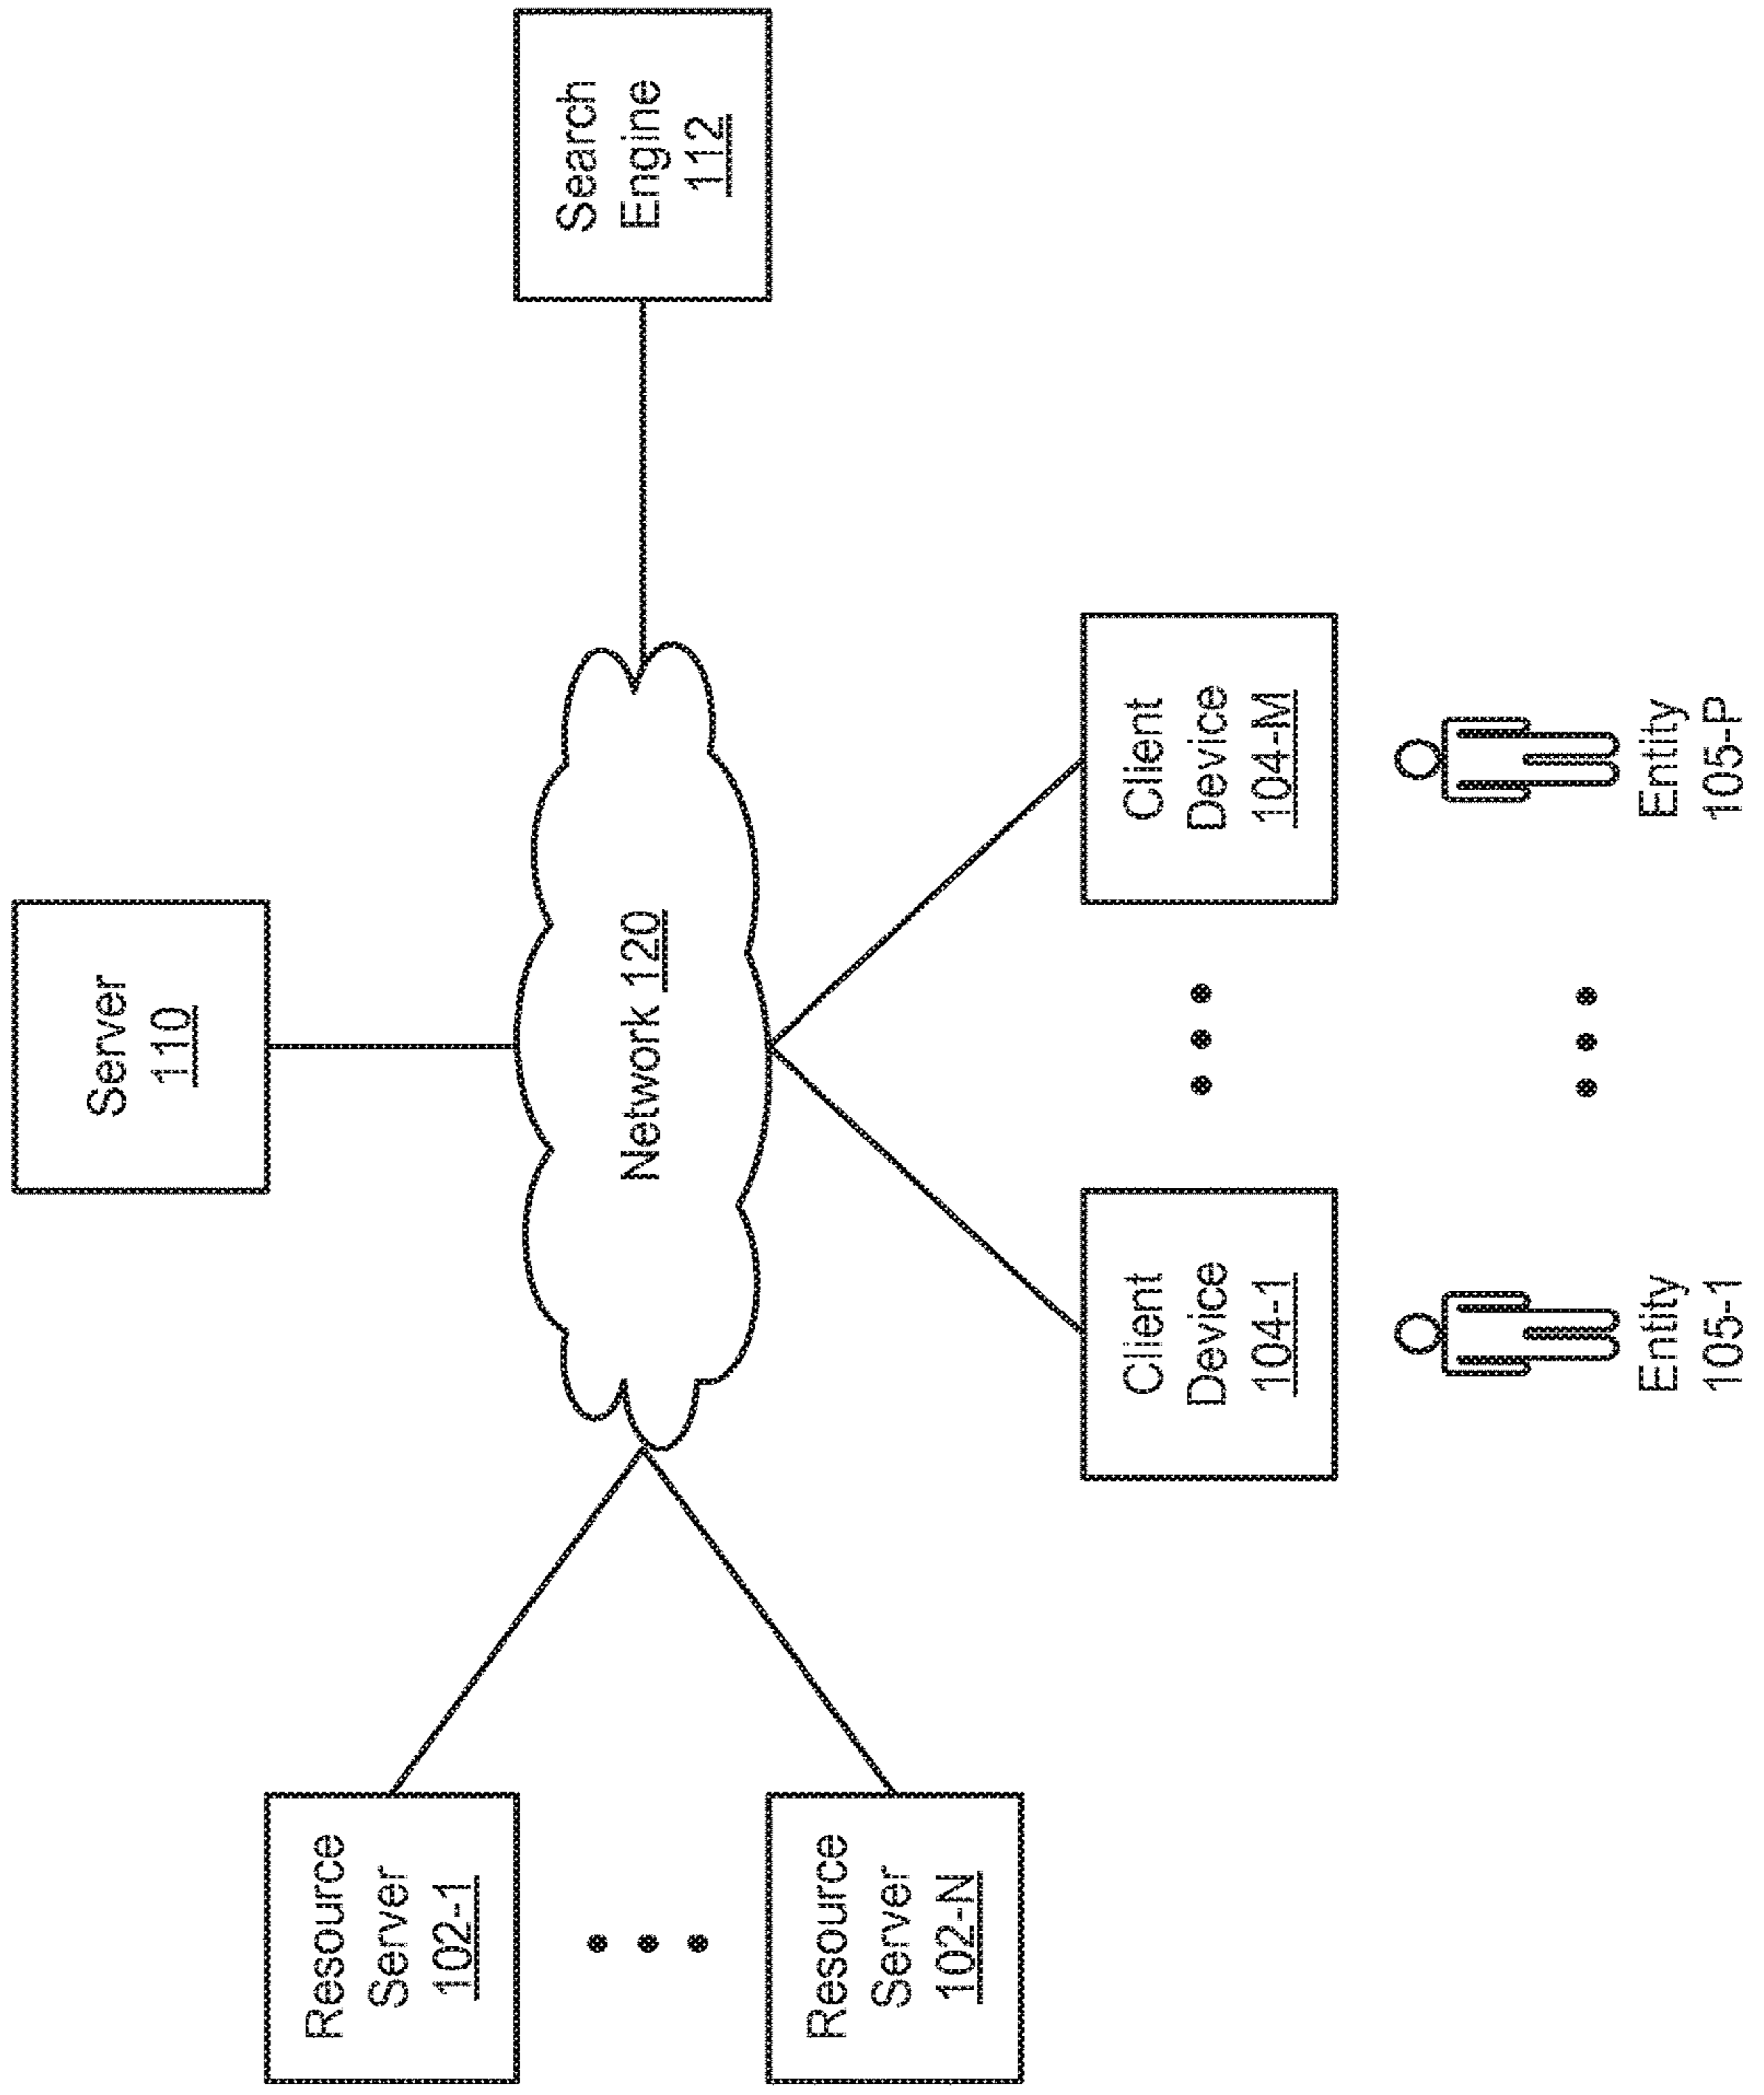 Server
110
Resource
Server
102-1
Resource
Server
102-N
Network 120
Search
Engine
112
Client
Device
104-1
Client
Device
104-M
Entity
105-1
Entity
105-P